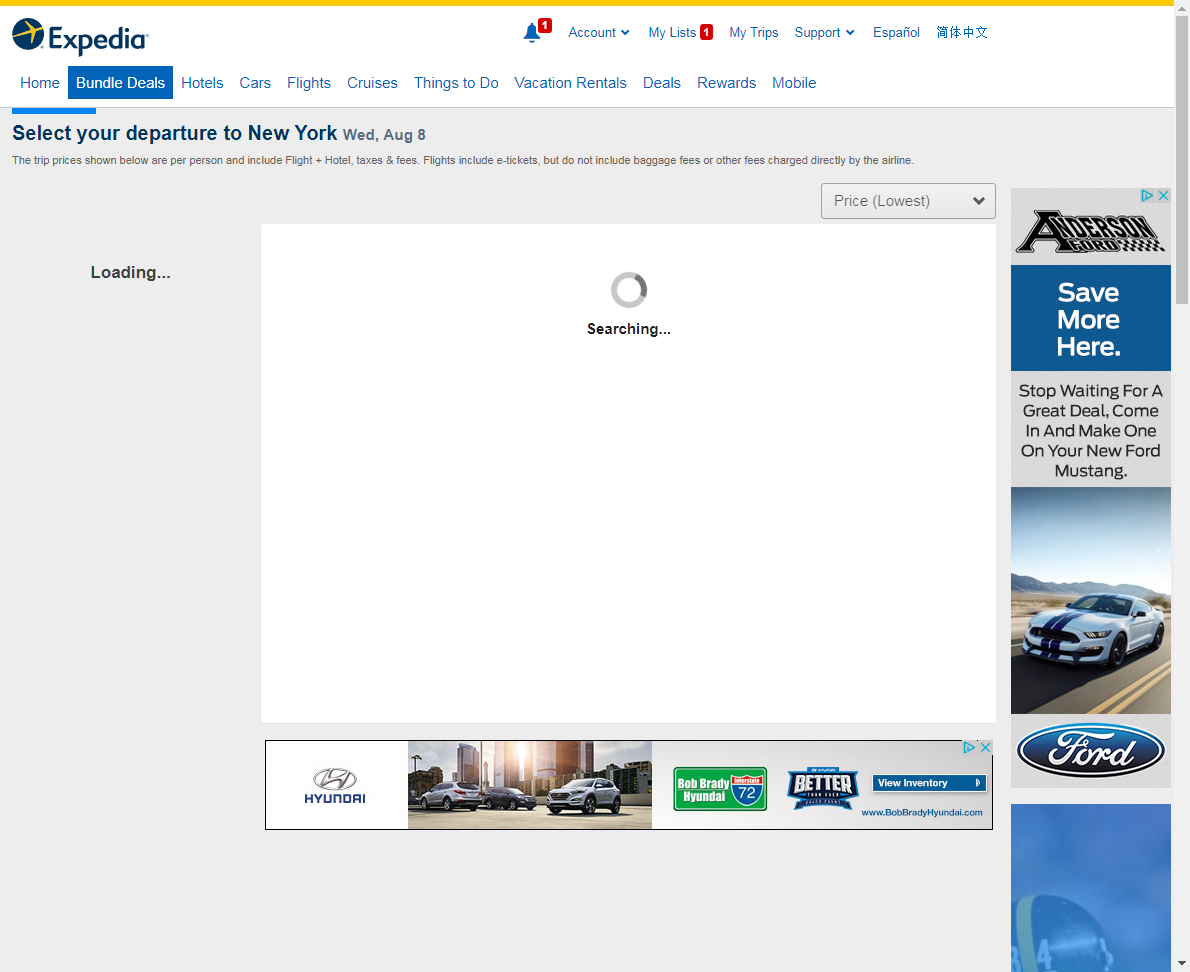 Expedia
1
Account
My Lists 1
My Trips
Support
Español
简体中文
Home
Bundle Deals
Hotels
Cars
Flights
Cruises
Things to Do
Vacation Rentals
Deals
Rewards
Mobile
Select your departure to New York Wed, Aug 8
The trip prices shown below are per person and include Flight + Hotel, taxes & fees. Flights include e-tickets, but do not include baggage fees or other fees charged directly by the airline.
Price (Lowest)
Loading...
Searching...
ANDERSON
FORD
Save
More
Here.
Stop Waiting For A
Great Deal, Come
In And Make One
On Your New Ford
Mustang.
Ford
HYUNDAI
Bob Brady
Hyundai
Interstate
72
HYUNDAI
BETTER
THAN EVER
SALES EVENT
View Inventory
www.BobBradyHyundai.com
84